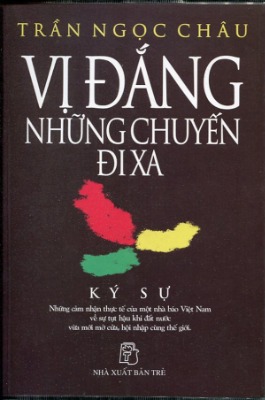 TRẦN NGỌC CHÂU
VỊ ĐẮNG
NHỮNG CHUYẾN
ĐI XA
KÝ SỰ
Những cảm nhận thực tế của một nhà báo Việt Nam
về sự tụt hậu khi đất nước
vừa mới mở cửa, hội nhập cùng thế giới.
NHÀ XUẤT BẢN TRẺ